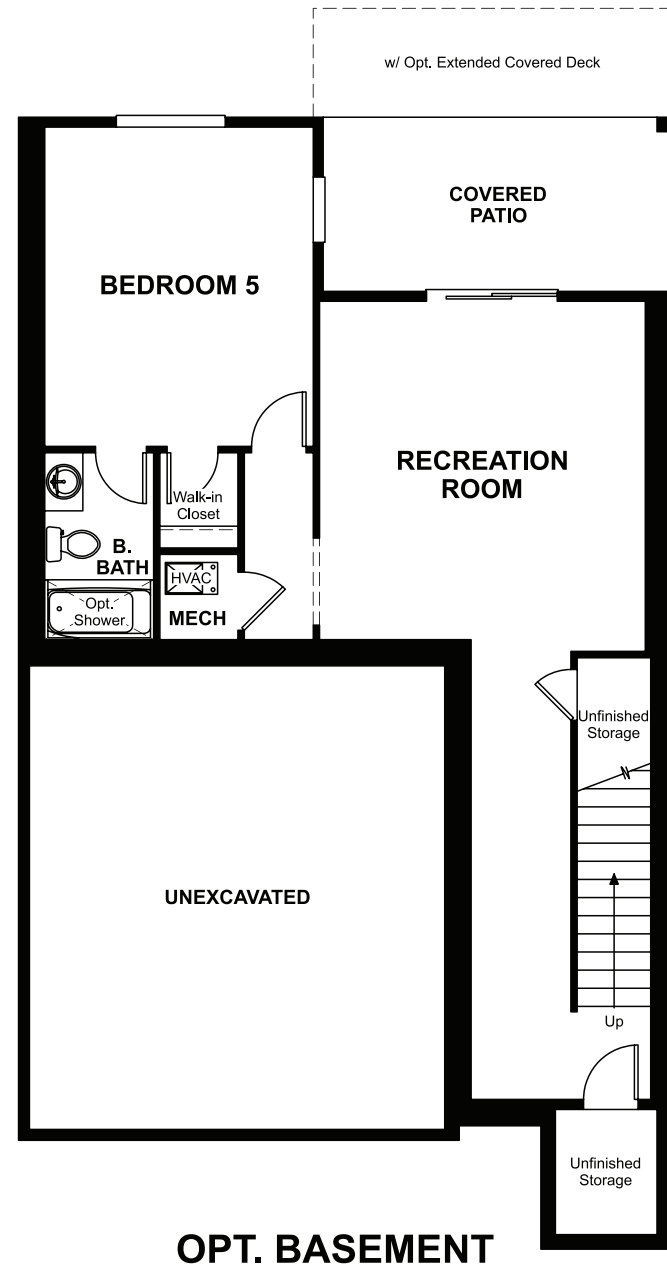 w/ Opt. Extended Covered Deck
COVERED
PATIO
BEDROOM 5
RECREATION
ROOM
Walk-in
Closet
B.
BATH
HVAC
MECH
Opt.
Shower
Unfinished
Storage
UNEXCAVATED
Up
Unfinished
Storage
OPT. BASEMENT